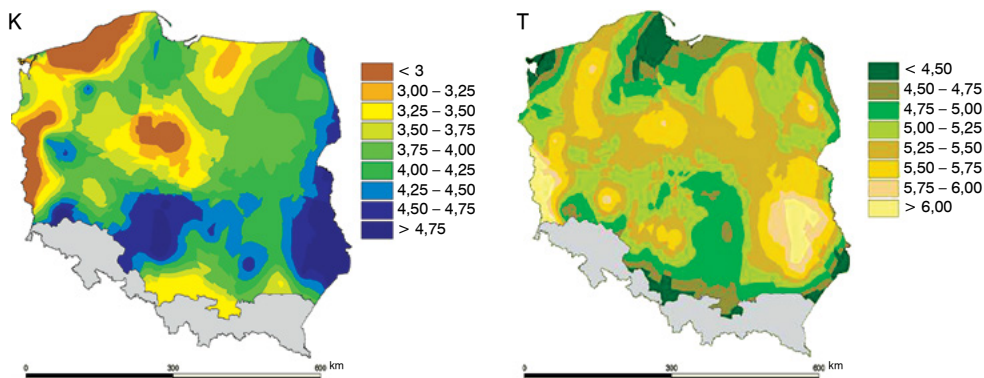 K
< 3
3,00 – 3,25
3,25 – 3,50
3,50 – 3,75
3,75 – 4,00
4,00 – 4,25
4,25 – 4,50
4,50 – 4,75
> 4,75
0 300 600 km
T
< 4,50
4,50 – 4,75
4,75 – 5,00
5,00 – 5,25
5,25 – 5,50
5,50 – 5,75
5,75 – 6,00
> 6,00
0 300 600 km